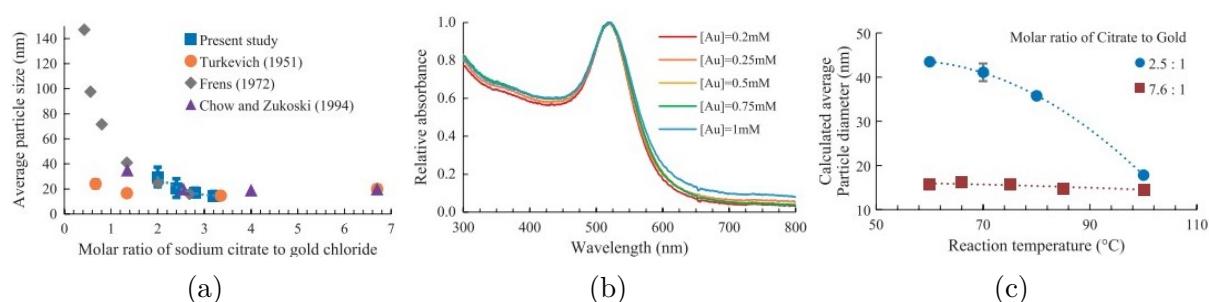 Average particle size (nm)
140
120
100
80
60
40
20
0
0 1 2 3 4 5 6 7
Molar ratio of sodium citrate to gold chloride
Present study
Turkevich (1951)
Frens (1972)
Chow and Zukoski (1994)
(a)
Relative absorbance
1.0
0.8
0.6
0.4
0.2
0.0
300 400 500 600 700 800
Wavelength (nm)
[Au]=0.2mM
[Au]=0.25mM
[Au]=0.5mM
[Au]=0.75mM
[Au]=1mM
(b)
Calculated average
Particle diameter (nm)
50
40
30
20
10
50 70 90 110
Reaction temperature (°C)
Molar ratio of Citrate to Gold
2.5 : 1
7.6 : 1
(c)